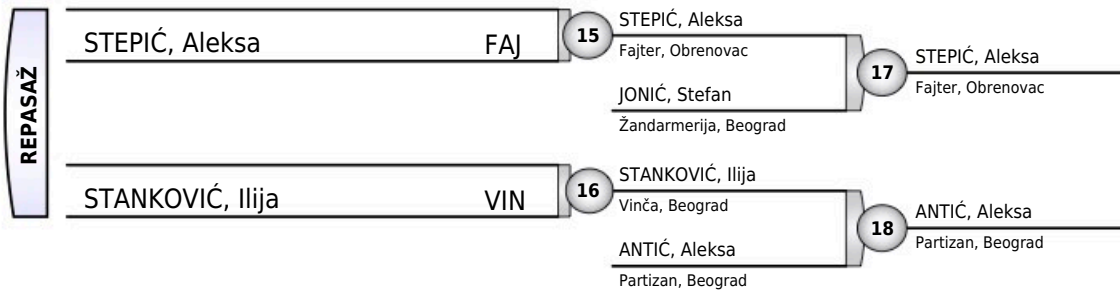 REPASAŽ
STEPIĆ, Aleksa FAJ
15
STEPIĆ, Aleksa
Fajter, Obrenovac
JONIĆ, Stefan
Žandarmerija, Beograd
17
STEPIĆ, Aleksa
Fajter, Obrenovac
STANKOVIĆ, Ilija VIN
16
STANKOVIĆ, Ilija
Vinča, Beograd
ANTIĆ, Aleksa
Partizan, Beograd
18
ANTIĆ, Aleksa
Partizan, Beograd